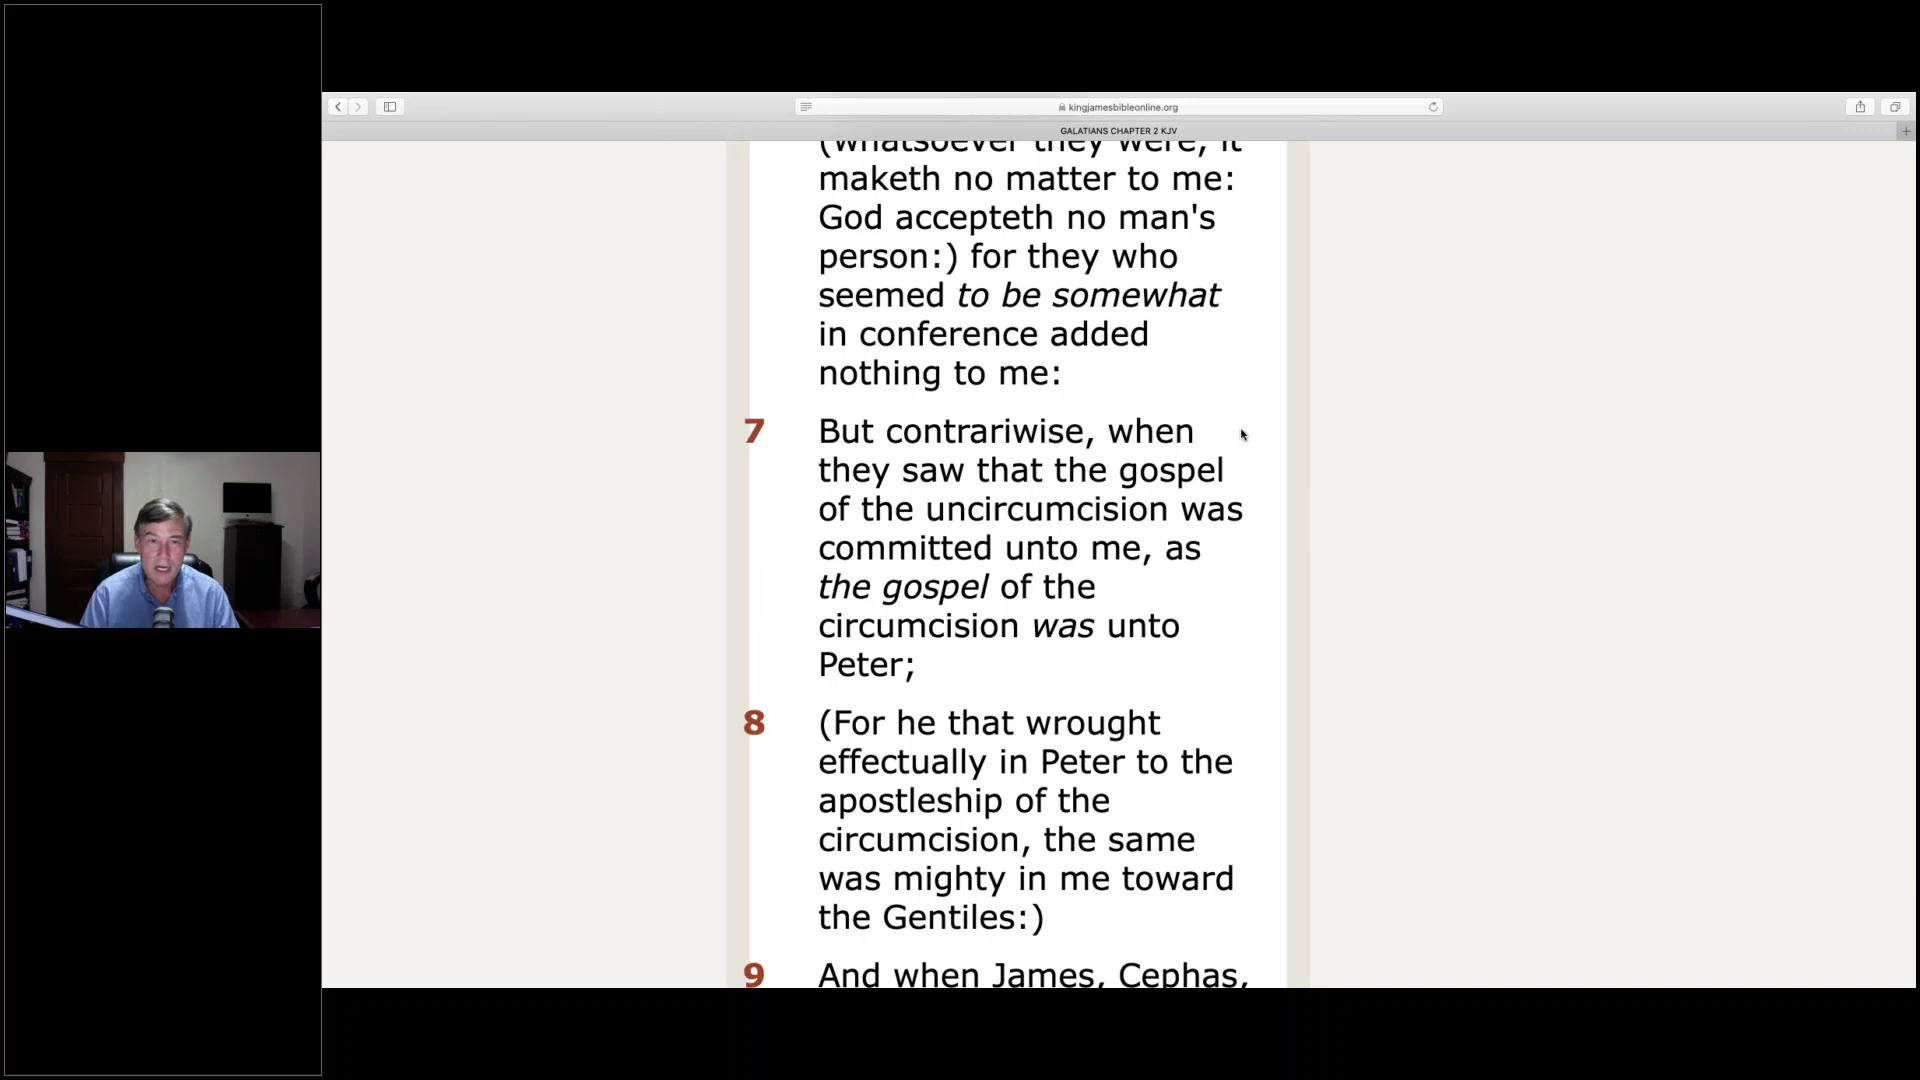 kingjamesbibleonline.org
GALATIANS CHAPTER 2 KJV
(whatsoever they were, it
maketh no matter to me:
God accepteth no man's
person:) for they who
seemed to be somewhat
in conference added
nothing to me:
7 But contrariwise, when
they saw that the gospel
of the uncircumcision was
committed unto me, as
the gospel of the
circumcision was unto
Peter;
8 (For he that wrought
effectually in Peter to the
apostleship of the
circumcision, the same
was mighty in me toward
the Gentiles:)
9 And when James, Cephas,